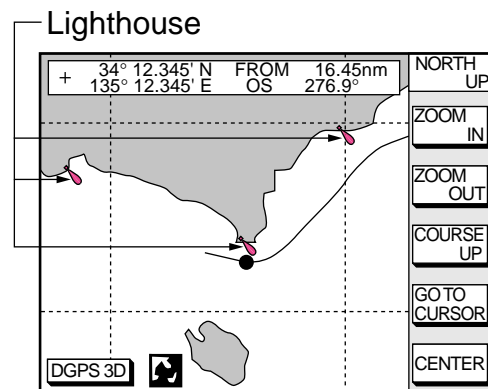 Lighthouse
+ 34° 12.345' N FROM 16.45nm
135° 12.345' E OS 276.9°
NORTH
UP
ZOOM
IN
ZOOM
OUT
COURSE
UP
GO TO
CURSOR
CENTER
DGPS 3D